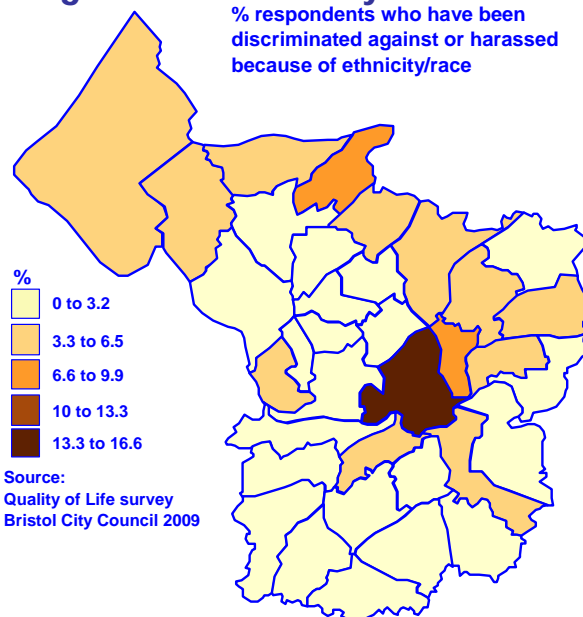 % respondents who have been
discriminated against or harassed
because of ethnicity/race
%
0 to 3.2
3.3 to 6.5
6.6 to 9.9
10 to 13.3
13.3 to 16.6
Source:
Quality of Life survey
Bristol City Council 2009